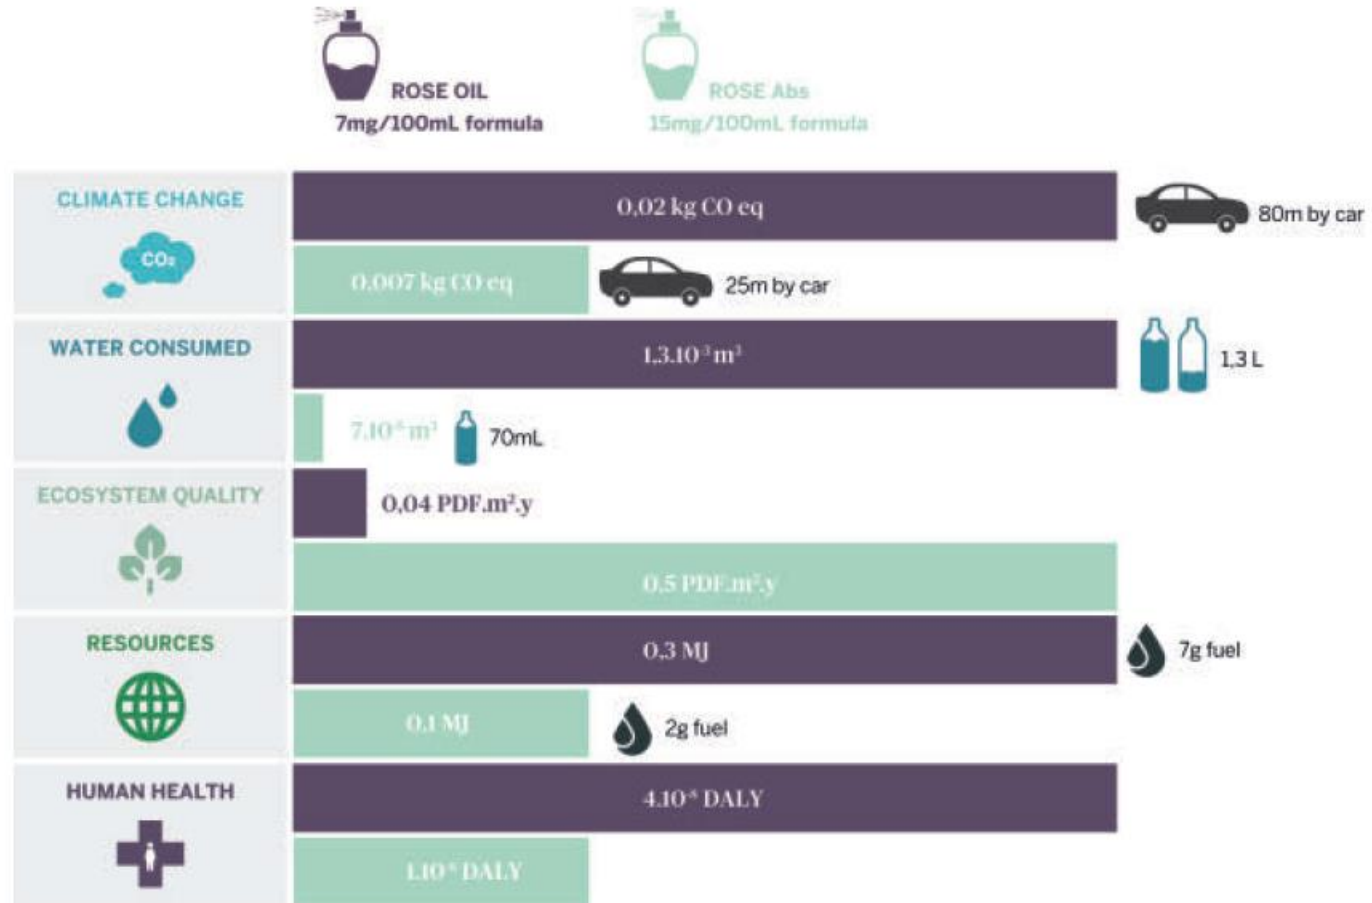 ROSE OIL
7mg/100mL formula
ROSE Abs
15mg/100mL formula
CLIMATE CHANGE
CO₂
0,02 kg CO eq
80m by car
0,007 kg CO eq
25m by car
WATER CONSUMED
1,3.10⁻³ m³
1,3 L
m³
70mL
ECOSYSTEM QUALITY
0,04 PDF.m².y
0,5 PDF.m².y
RESOURCES
0,3 MJ
7g fuel
0,1 MJ
2g fuel
HUMAN HEALTH
DALY
DALY